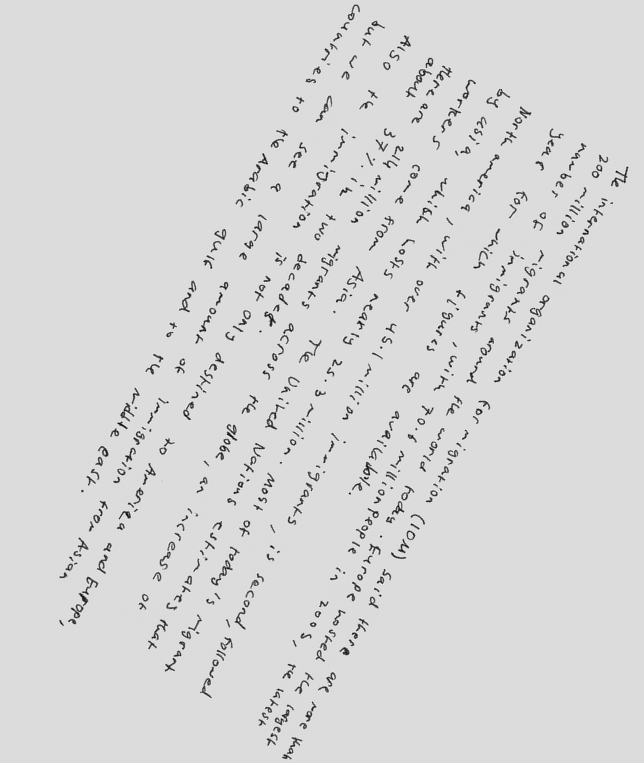 The international organization for migration (IOM) said there are more than
200 million migrants around the world today. Europe hosted the largest
number of immigrants, with 70.6 million people in 2005, the latest
year for which figures are available.
North america, with over 45.1 million immigrants, is second, followed
by asia, which hosts nearly 25.3 million. Most of today's migrant
workers come from Asia. The United Nations estimates that
there are 214 million migrants across the globe, an increase of
about 37% in two decades.
Also the immigration is not only destined to America and Europe,
but we can see a large amount of immigration from Asian
countries to the Arabic gulf and to the middle east.